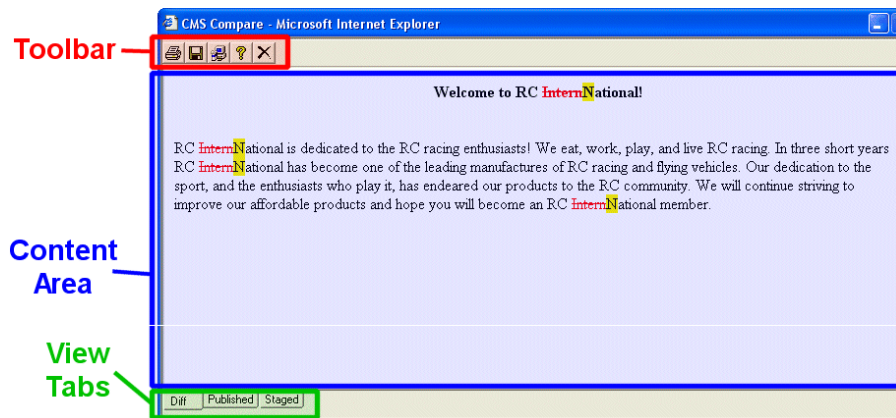 CMS Compare - Microsoft Internet Explorer
Toolbar
Welcome to RC InternNational!
RC InternNational is dedicated to the RC racing enthusiasts! We eat, work, play, and live RC racing. In three short years
RC InternNational has become one of the leading manufactures of RC racing and flying vehicles. Our dedication to the
sport, and the enthusiasts who play it, has endeared our products to the RC community. We will continue striving to
improve our affordable products and hope you will become an RC InternNational member.
Content
Area
View
Tabs
Diff Published Staged